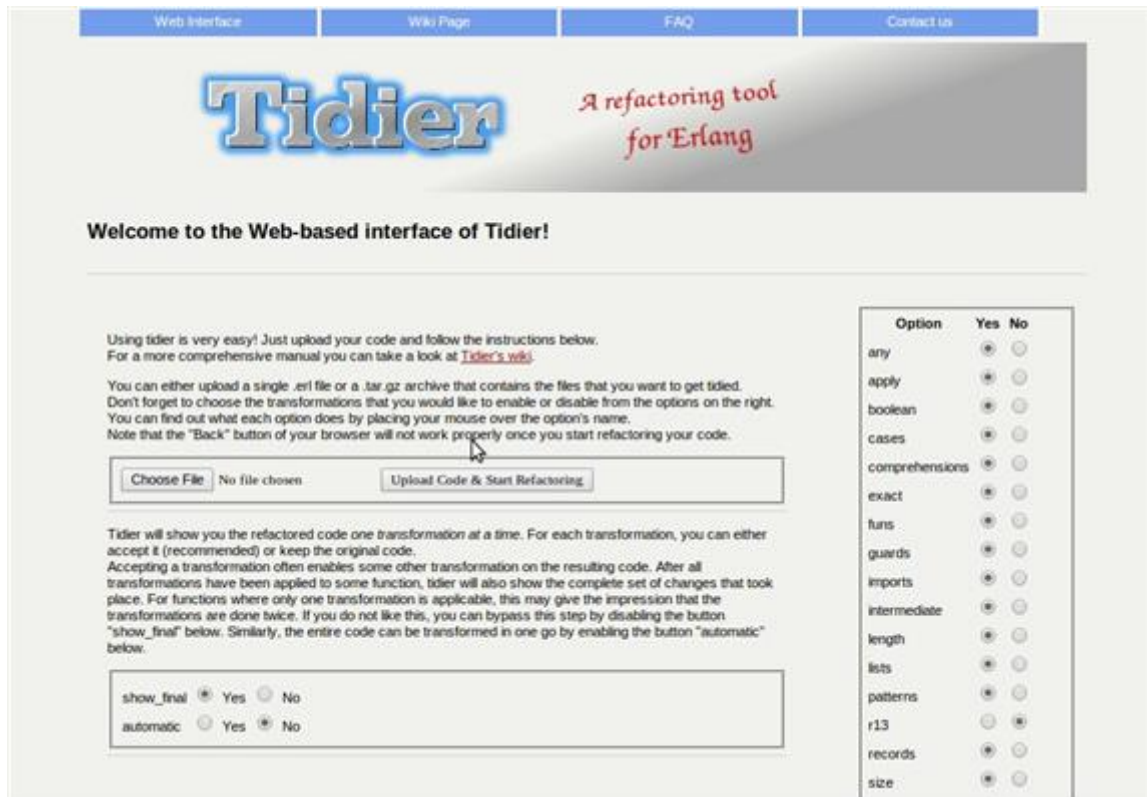 Web Interface
Wiki Page
FAQ
Contact us
Tidier
A refactoring tool
for Erlang
Welcome to the Web-based interface of Tidier!
Using tidier is very easy! Just upload your code and follow the instructions below.
For a more comprehensive manual you can take a look at Tidier's wiki.
You can either upload a single .erl file or a .tar.gz archive that contains the files that you want to get tidied.
Don't forget to choose the transformations that you would like to enable or disable from the options on the right.
You can find out what each option does by placing your mouse over the option's name.
Note that the "Back" button of your browser will not work properly once you start refactoring your code.
Choose File No file chosen
Upload Code & Start Refactoring
Tidier will show you the refactored code one transformation at a time. For each transformation, you can either
accept it (recommended) or keep the original code.
Accepting a transformation often enables some other transformation on the resulting code. After all
transformations have been applied to some function, tidier will also show the complete set of changes that took
place. For functions where only one transformation is applicable, this may give the impression that the
transformations are done twice. If you do not like this, you can bypass this step by disabling the button
"show_final" below. Similarly, the entire code can be transformed in one go by enabling the button "automatic"
below.
show_final Yes No
automatic Yes No
Option Yes No
any
apply
boolean
cases
comprehensions
exact
funs
guards
imports
intermediate
length
lists
patterns
r13
records
size